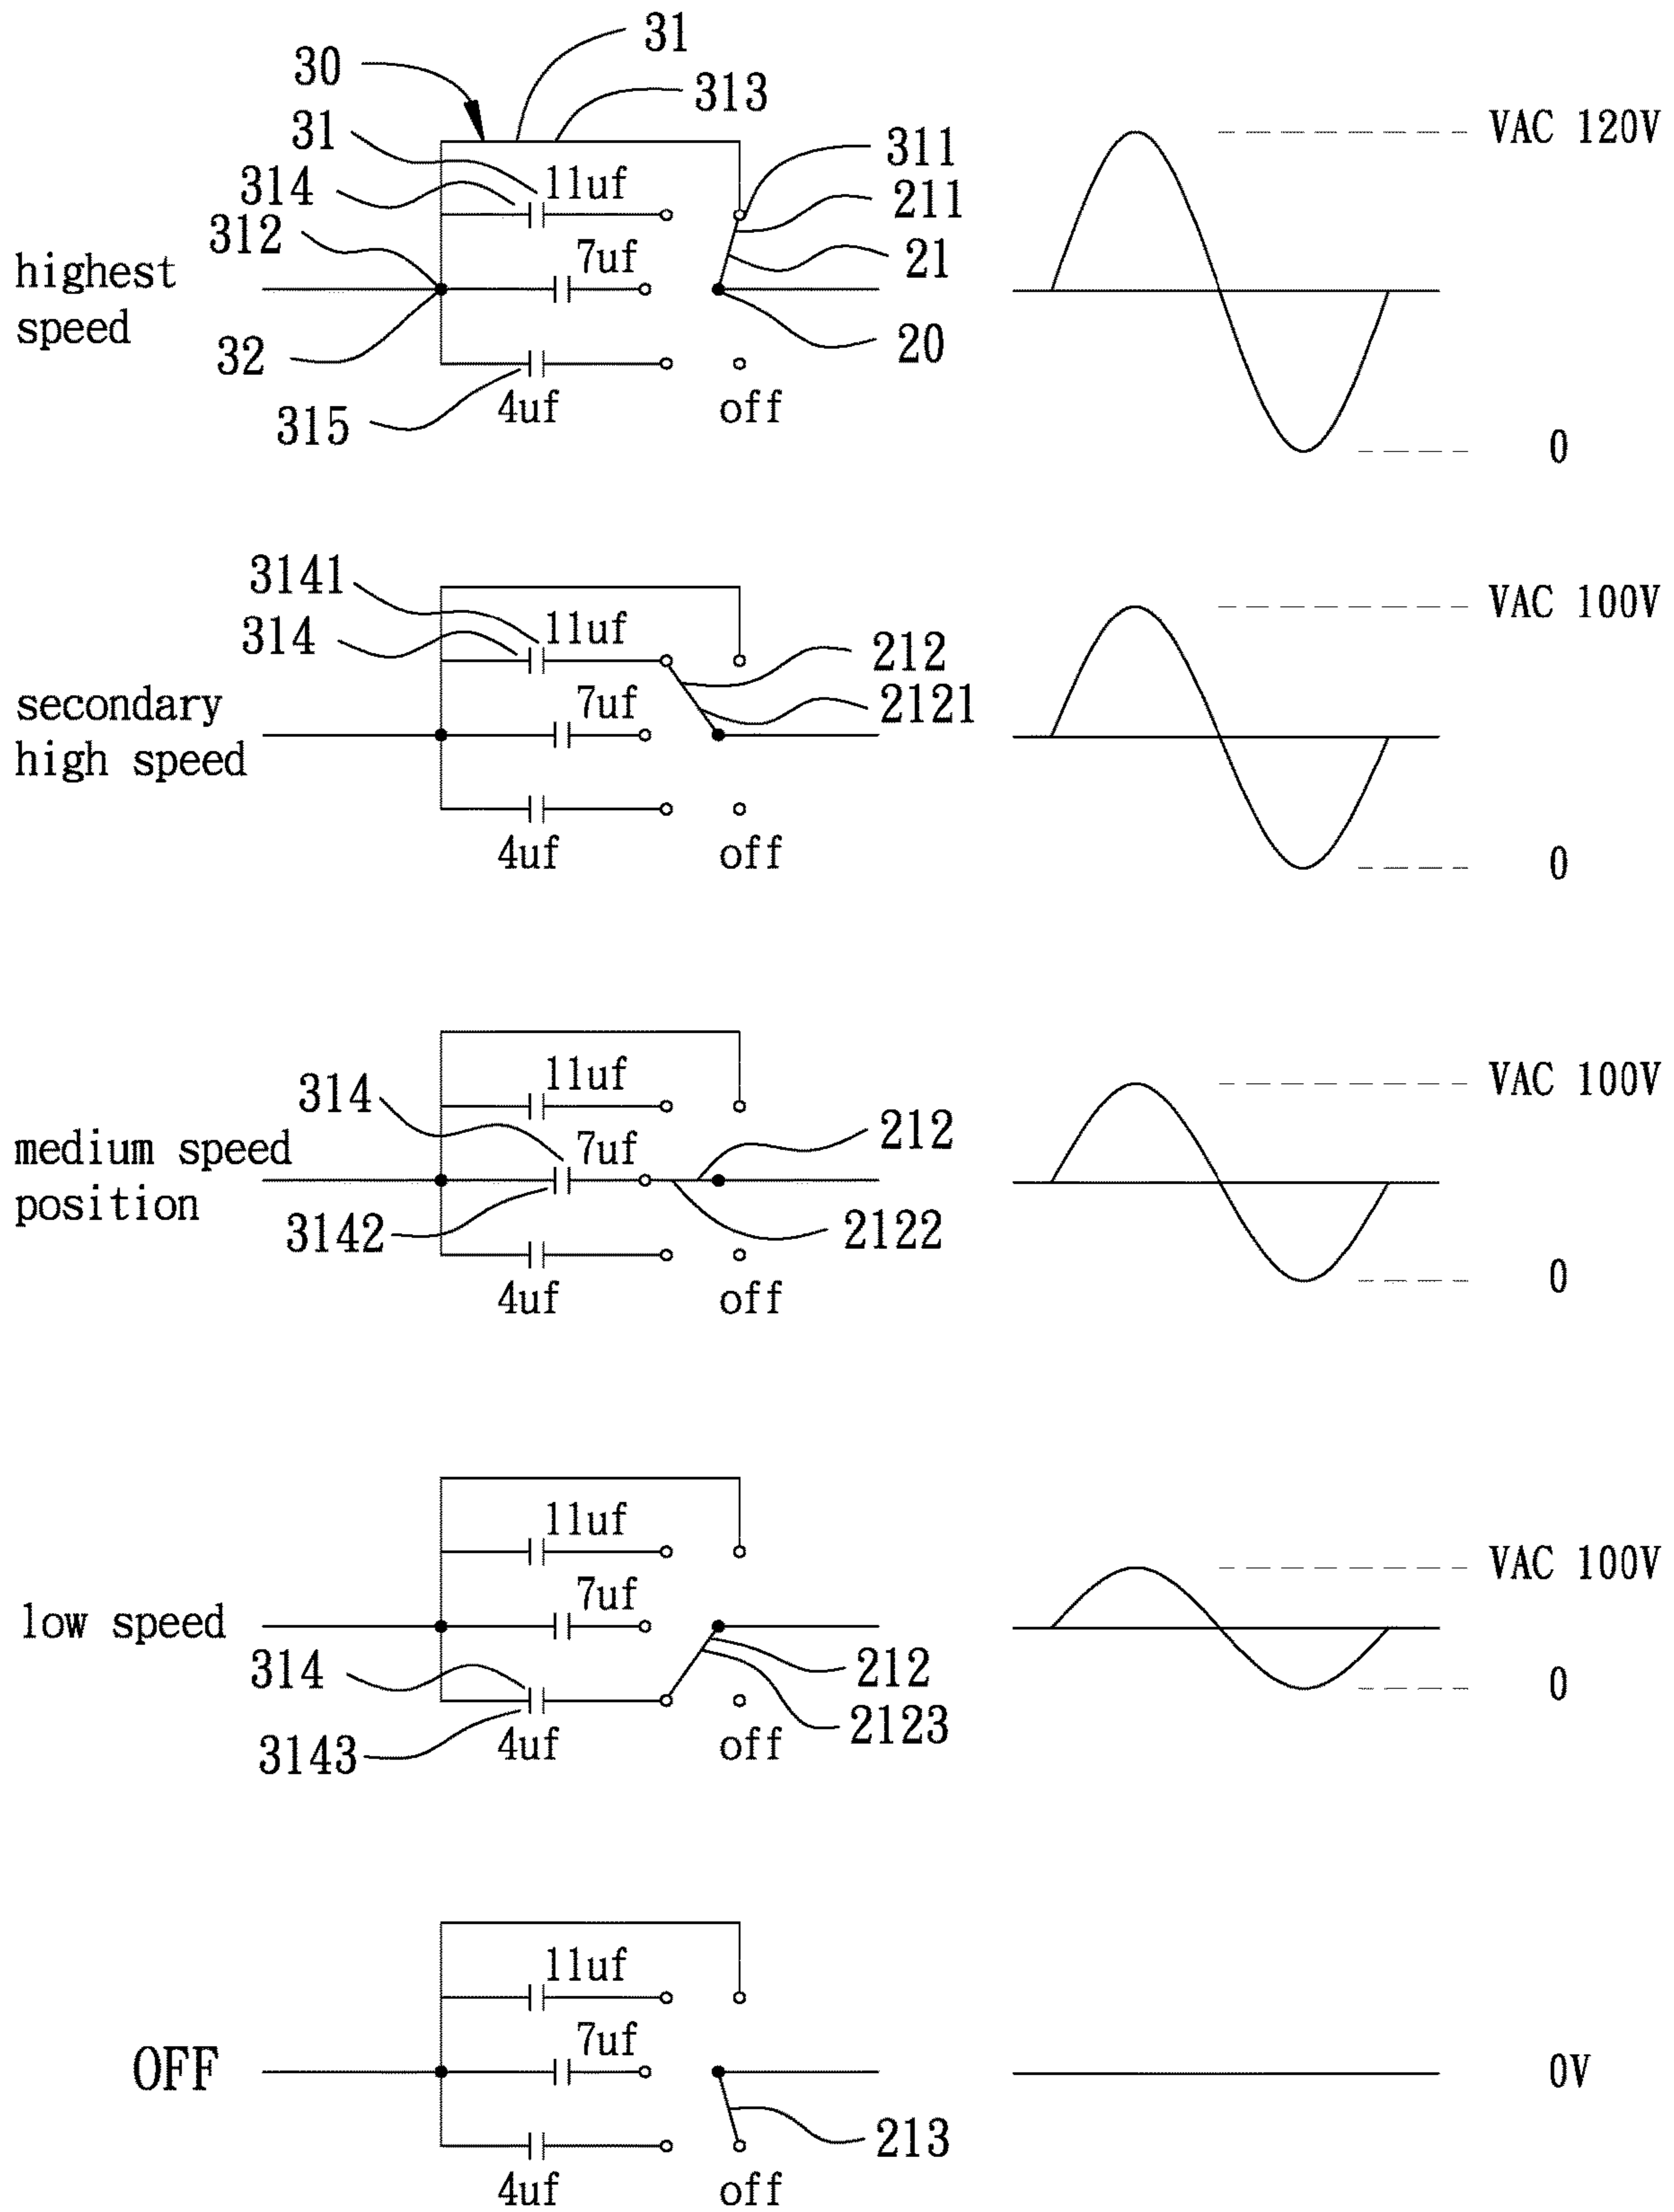 31
30
313
VAC 120V
31
311
11uf
314
211
312
7uf
21
highest
speed
32
20
315
4uf
off
0
3141
VAC 100V
314
11uf
212
secondary
high speed
7uf
2121
4uf
off
0
314
11uf
VAC 100V
212
medium speed
position
7uf
3142
2122
4uf
off
0
11uf
VAC 100V
7uf
low speed
314
212
3143
4uf
off
2123
0
11uf
7uf
OFF
0V
213
4uf
off